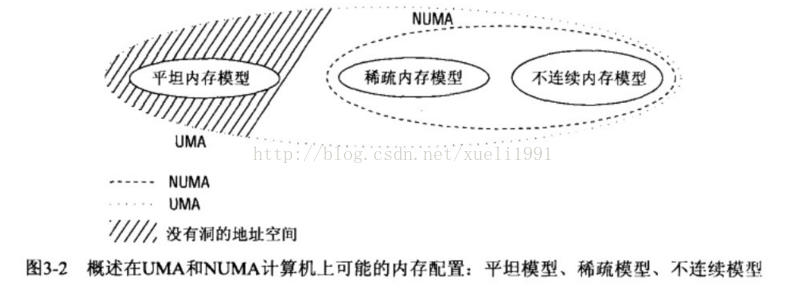 NUMA
平坦内存模型
稀疏内存模型
不连续内存模型
UMA
http://blog.csdn.net/xueli1991
NUMA
UMA
没有洞的地址空间
图3-2 概述在UMA和NUMA计算机上可能的内存配置：平坦模型、稀疏模型、不连续模型